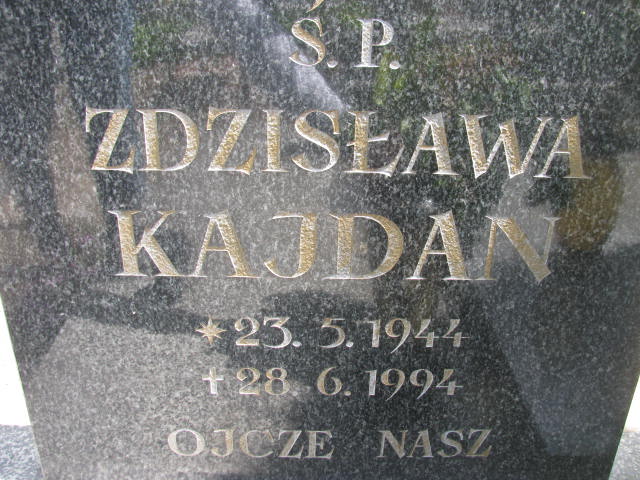 Ś. P.
ZDZISŁAWA
KAJDAN
* 23. 5. 1944
† 28. 6. 1994
OJCZE NASZ